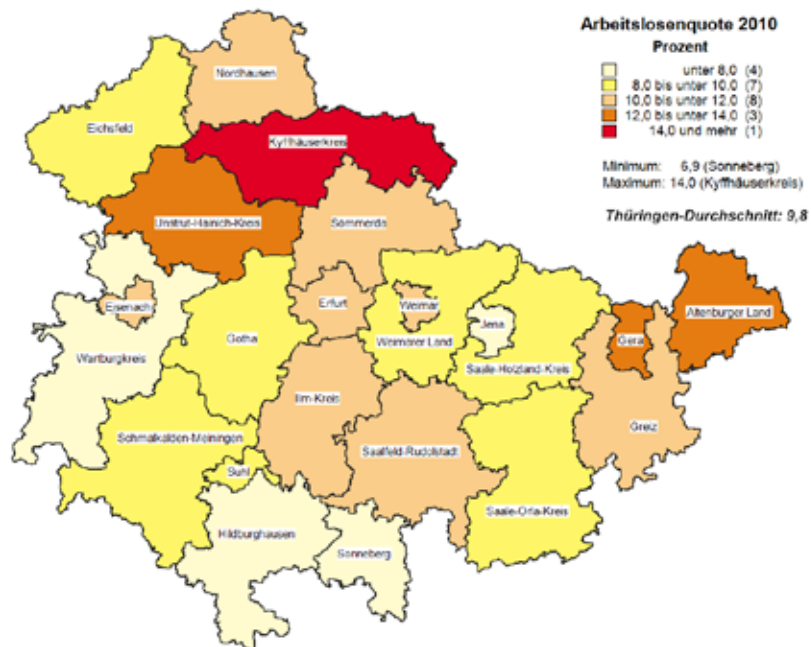 Arbeitslosenquote 2010
Prozent
unter 8,0 (4)
8,0 bis unter 10,0 (7)
10,0 bis unter 12,0 (8)
12,0 bis unter 14,0 (3)
14,0 und mehr (1)
Minimum: 6,9 (Sonneberg)
Maximum: 14,0 (Kyffhäuserkreis)
Thüringen-Durchschnitt: 9,8
Nordhausen
Eichsfeld
Kyffhäuserkreis
Unstrut-Hainich-Kreis
Sömmerda
Eisenach
Erfurt
Weimar
Altenburger Land
Jena
Gera
Gotha
Weimarer Land
Wartburgkreis
Saale-Holzland-Kreis
Ilm-Kreis
Greiz
Schmalkalden-Meiningen
Saalfeld-Rudolstadt
Suhl
Saale-Orla-Kreis
Hildburghausen
Sonneberg